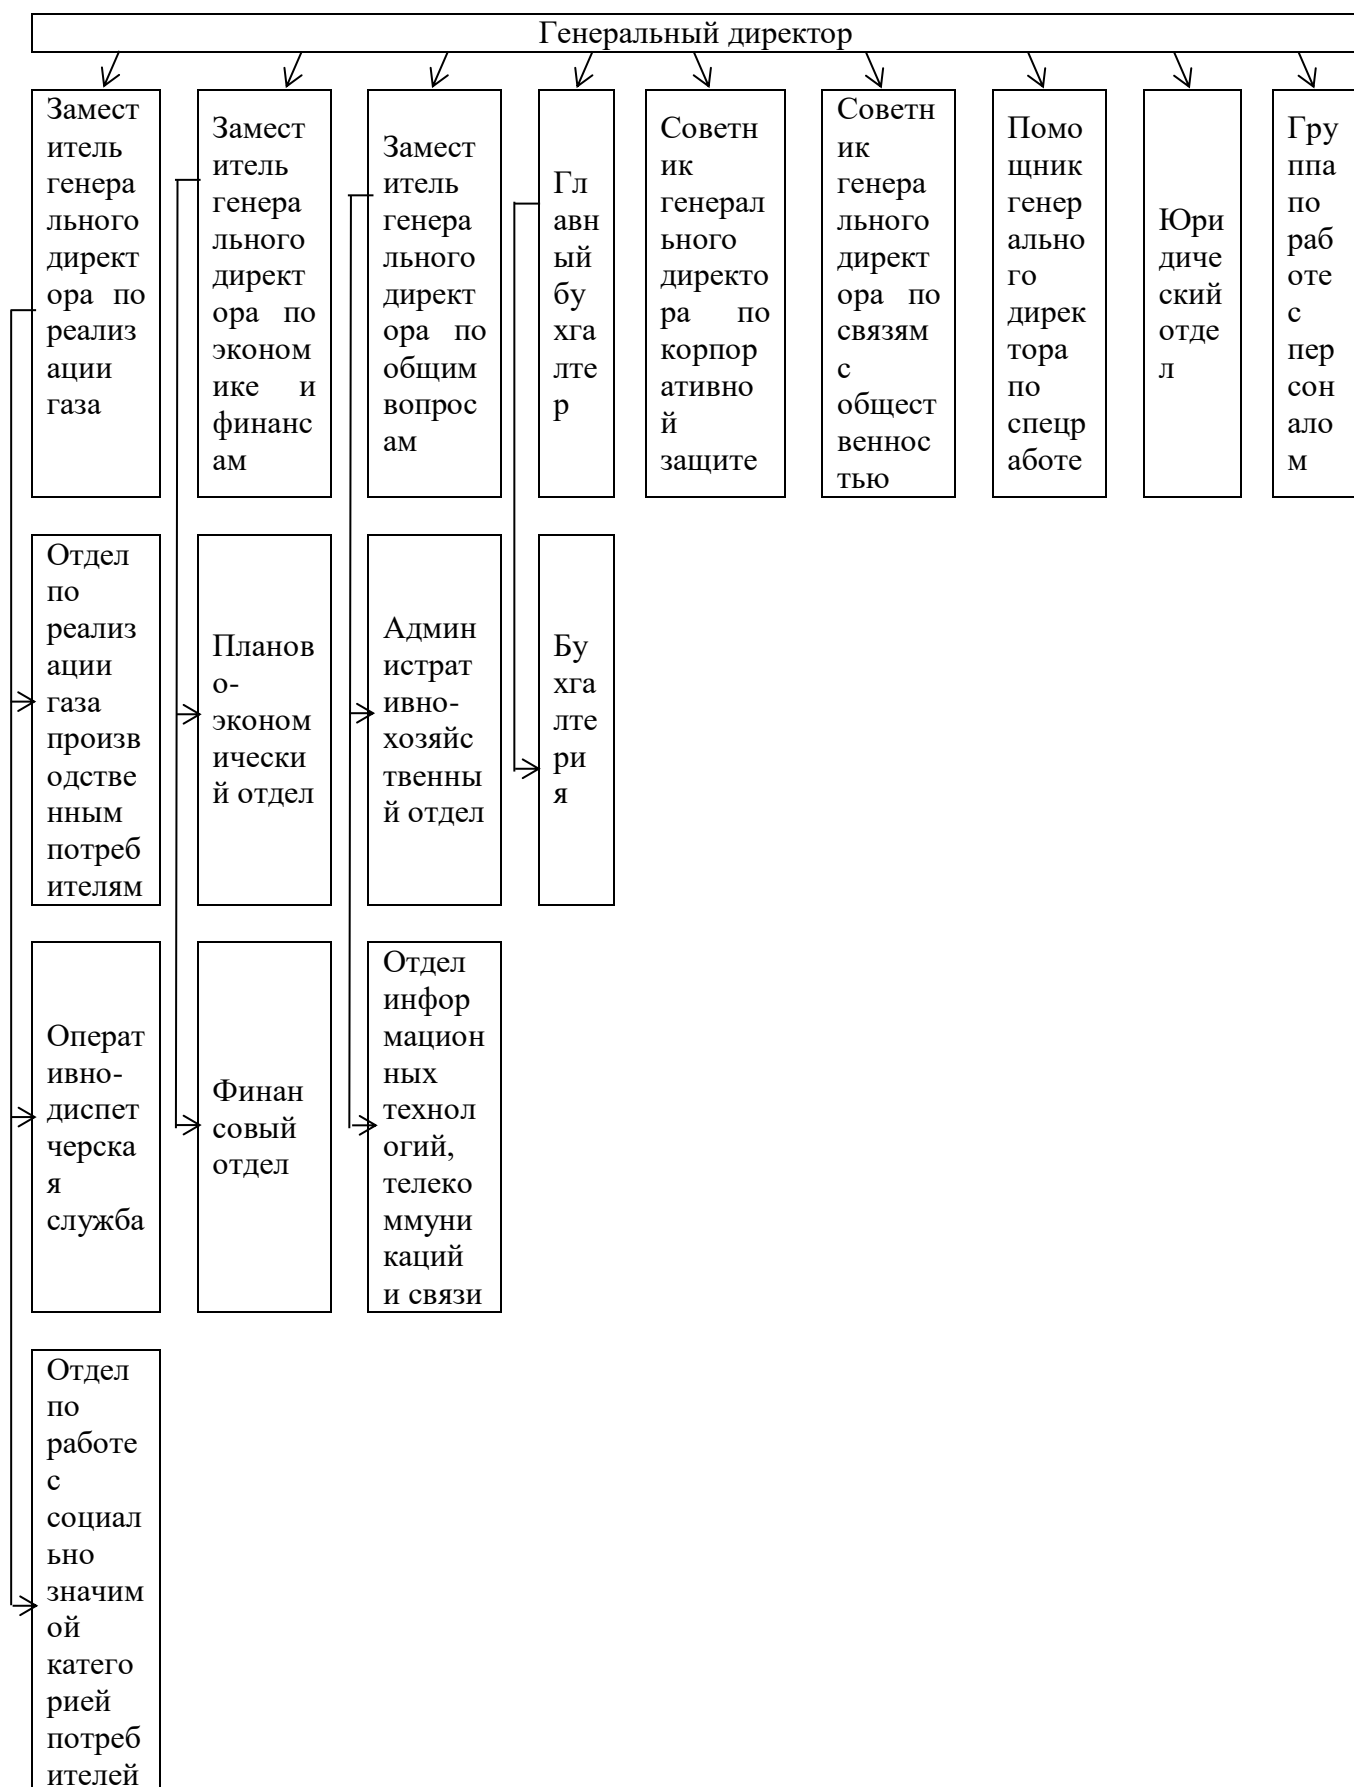 Генеральный директор
Замест
итель
генера
льного
директ
ора по
реализ
ации
газа
Замест
итель
генера
льного
директ
ора по
эконом
ике и
финанс
ам
Замест
итель
генера
льного
директ
ора по
общим
вопрос
ам
Гл
авн
ый
бу
хга
лте
р
Советн
ик
генерал
ьного
директо
ра по
корпор
ативно
й
защите
Советн
ик
генера
льного
директ
ора по
связям
с
общест
веннос
тью
Помо
щник
генер
ально
го
дирек
тора
по
спецр
аботе
Юри
диче
ский
отде
л
Гру
ппа
по
раб
оте
с
пер
сон
ало
м
Отдел
по
реализ
ации
газа
произв
одстве
нным
потреб
ителям
Планов
о-
эконом
ически
й отдел
Админ
истрат
ивно-
хозяйс
твенны
й отдел
Бу
хга
лте
ри
я
Операт
ивно-
диспет
черска
я
служба
Финан
совый
отдел
Отдел
инфор
мацион
ных
технол
огий,
телеко
ммуни
каций
и связи
Отдел
по
работе
с
социал
ьно
значим
ой
катего
рией
потреб
ителей